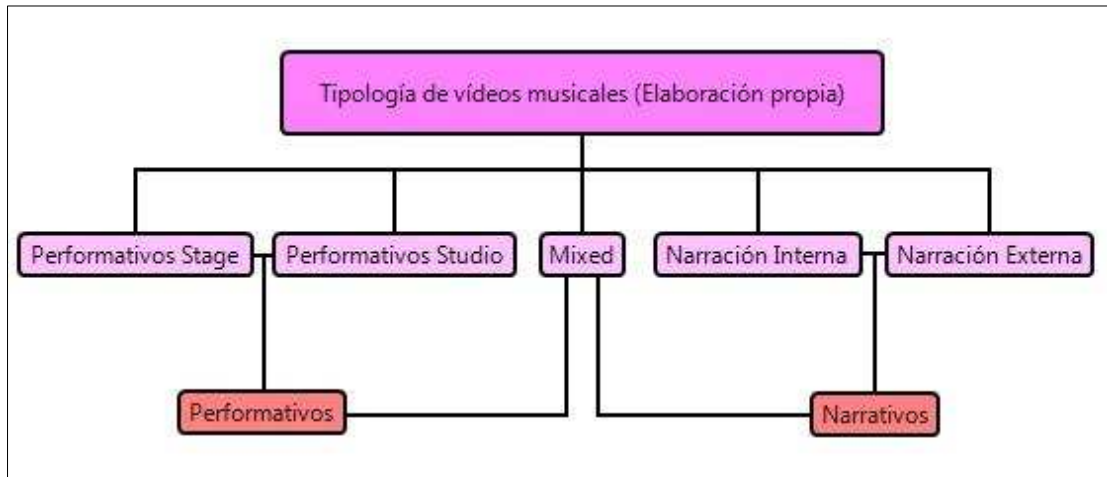 Tipología de vídeos musicales (Elaboración propia)
Performativos Stage
Performativos Studio
Mixed
Narración Interna
Narración Externa
Performativos
Narrativos